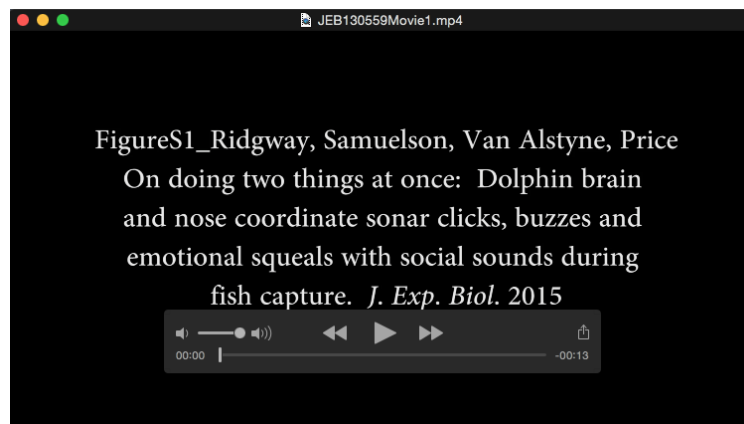 JEB130559Movie1.mp4
FigureS1_Ridgway, Samuelson, Van Alstyne, Price
On doing two things at once:  Dolphin brain
and nose coordinate sonar clicks, buzzes and
emotional squeals with social sounds during
fish capture.  J. Exp. Biol. 2015
00:00 -00:13